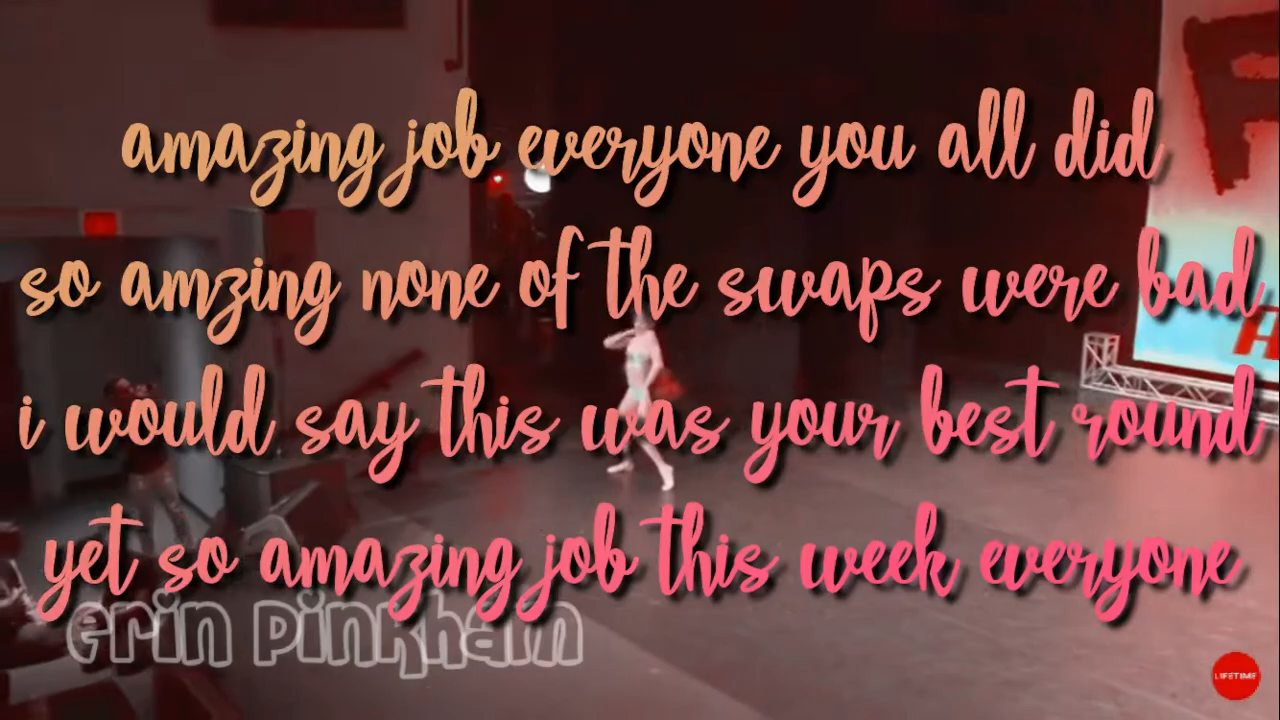 amazing job everyone you all did
so amzing none of the swaps were bad
i would say this was your best round
yet so amazing job this week everyone
erin pinkham
LIFETIME